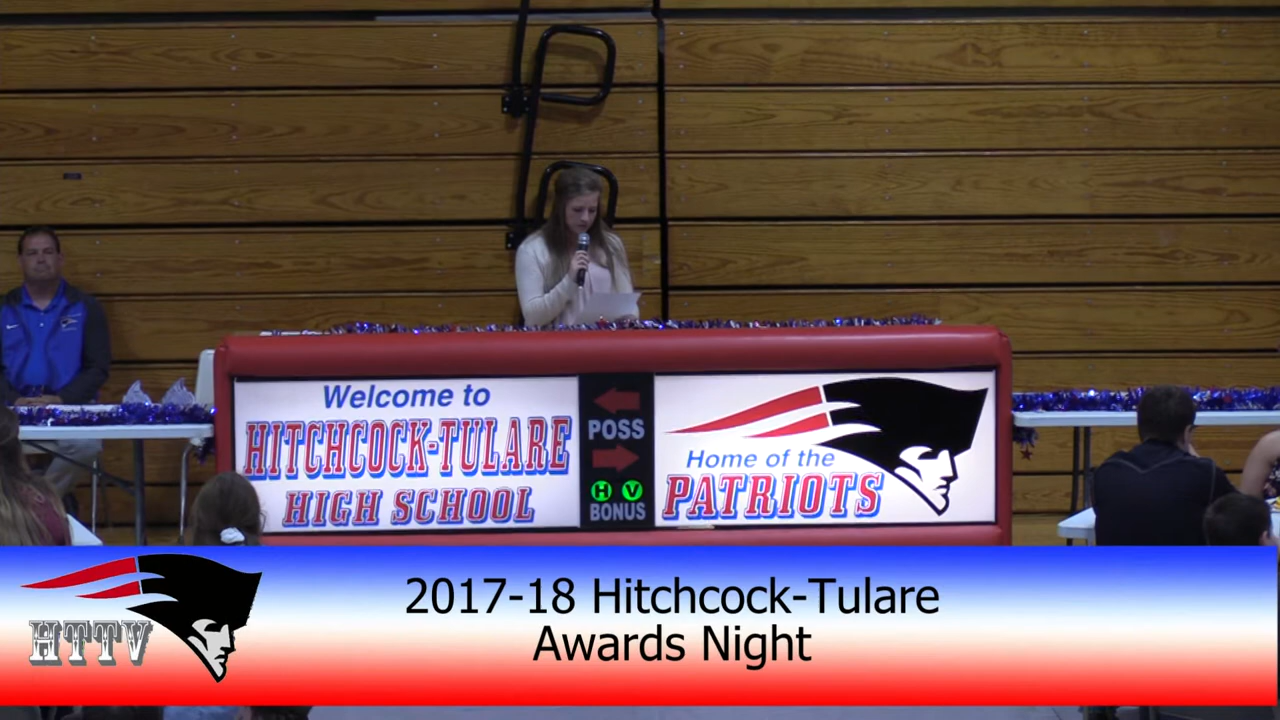 Welcome to
HITCHCOCK-TULARE
HIGH SCHOOL
POSS
H V
BONUS
Home of the
PATRIOTS
HTTV
2017-18 Hitchcock-Tulare
Awards Night